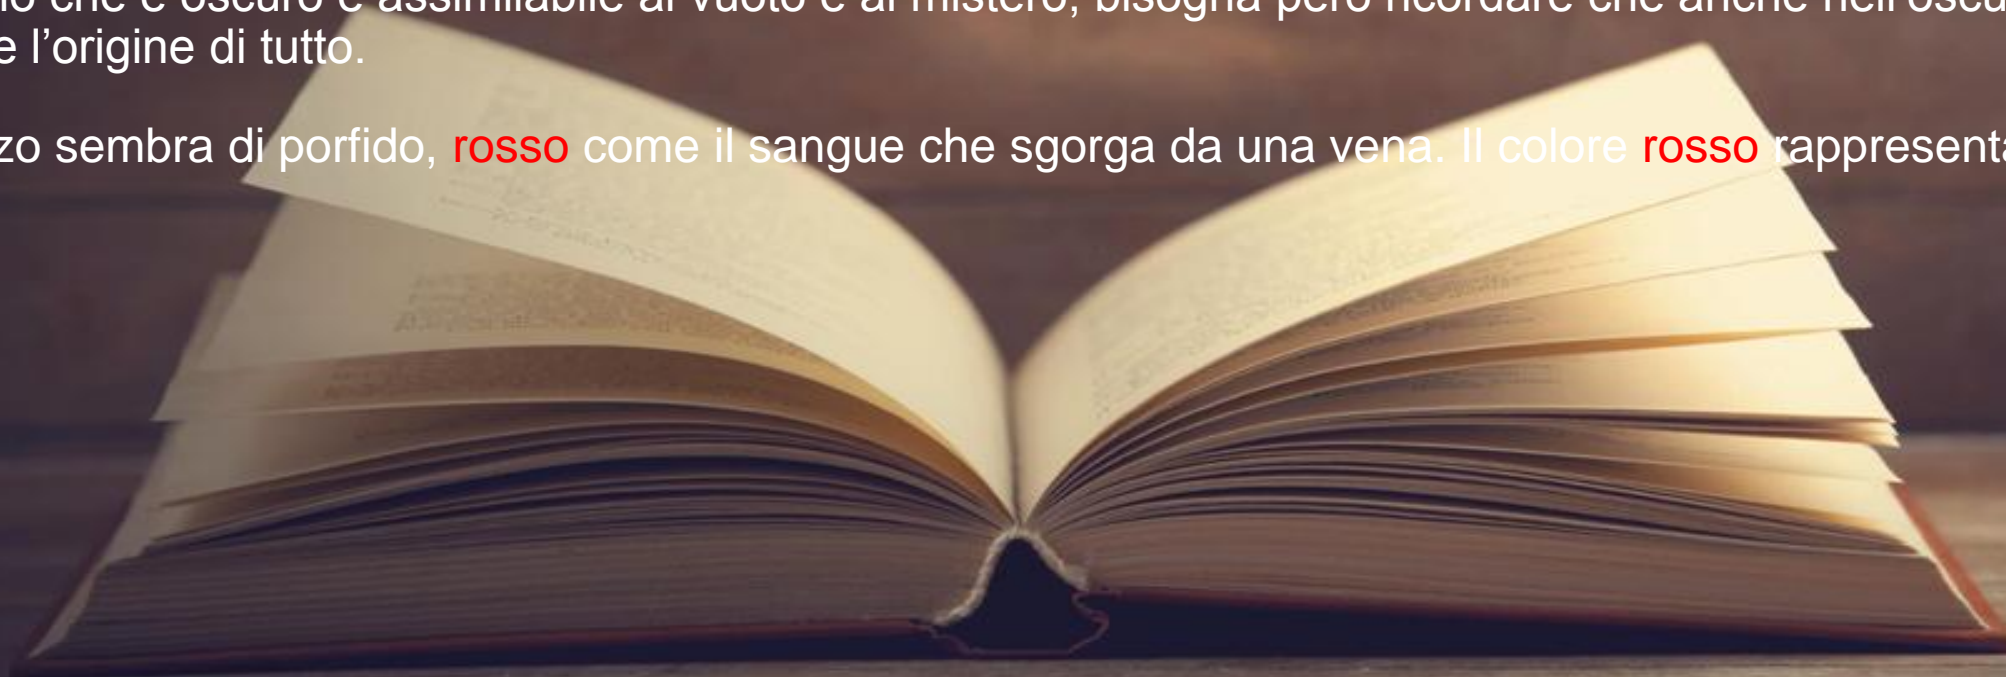 che è oscuro è assimilabile al vuoto e al mistero, bisogna però ricordare che anche nell'oscu
e l’origine di tutto.
zo sembra di porfido, rosso come il sangue che sgorga da una vena. Il colore rosso rappresenta